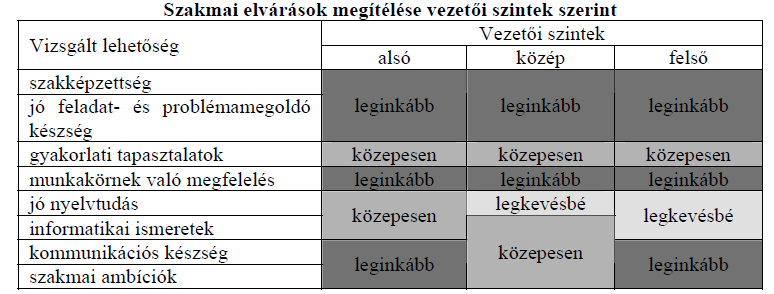 Szakmai elvárások megítélése vezetői szintek szerint
Vizsgált lehetőség
Vezetői szintek
alsó közép felső
szakképzettség
jó feladat- és problémamegoldó
készség
leginkább leginkább leginkább
gyakorlati tapasztalatok közepesen közepesen közepesen
munkakörnek való megfelelés leginkább leginkább leginkább
jó nyelvtudás
informatikai ismeretek
közepesen
legkevésbé
legkevésbé
kommunikációs készség
szakmai ambíciók
leginkább
közepesen
leginkább